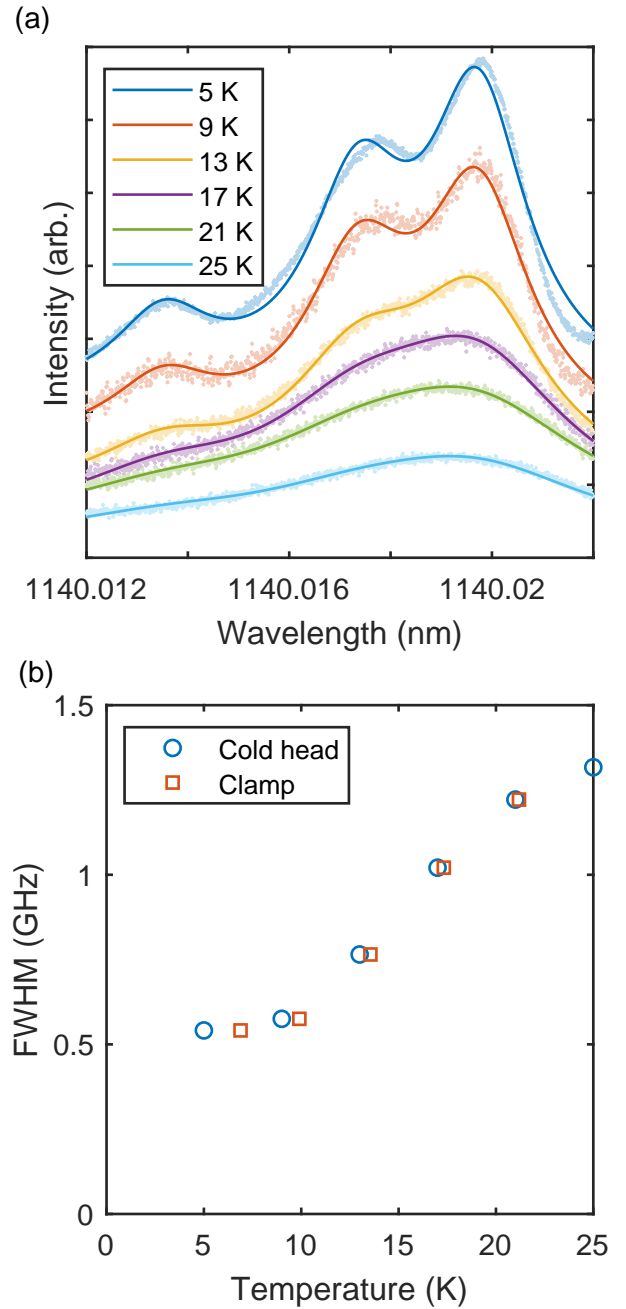 (a)
5 K
9 K
13 K
17 K
21 K
25 K
Intensity (arb.)
1140.012
1140.016
1140.02
Wavelength (nm)
(b)
1.5
Cold head
Clamp
1
0.5
0
FWHM (GHz)
0
5
10
15
20
25
Temperature (K)